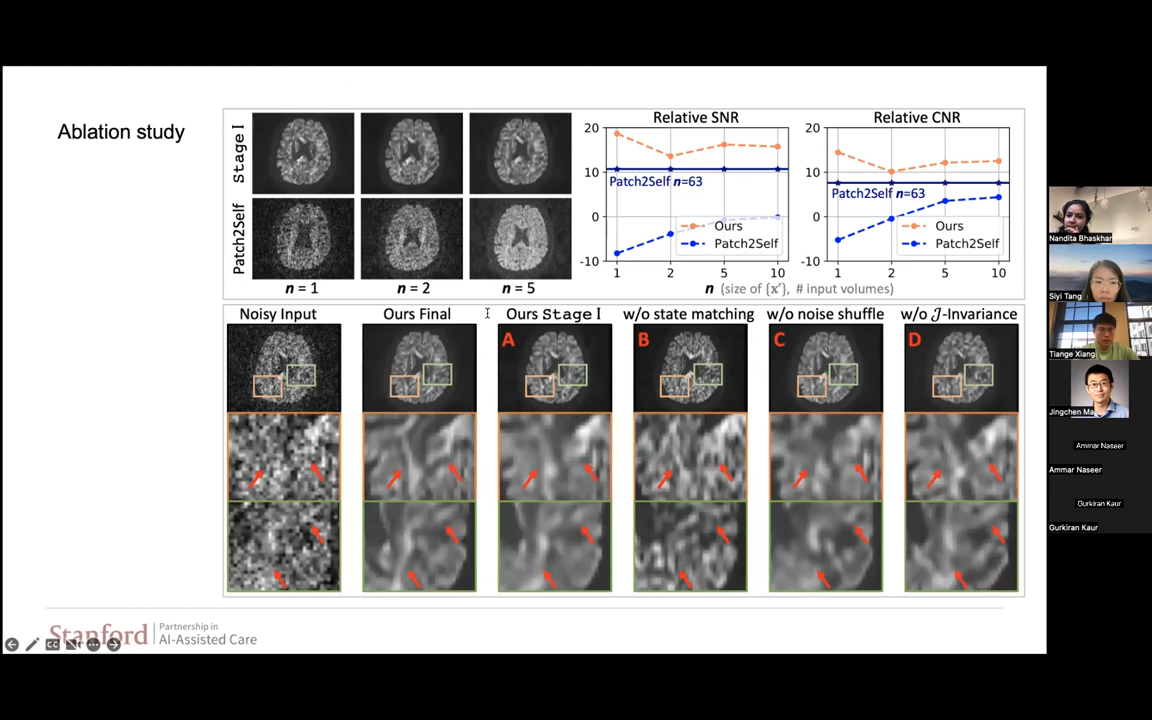 Ablation study
Stage I
Patch2Self
n = 1
n = 2
n = 5
Relative SNR
20
10
0
-10
Patch2Self n=63
Ours
Patch2Self
1
2
5
10
Relative CNR
20
10
0
-10
Patch2Self n=63
Ours
Patch2Self
1
2
5
10
n (size of {x'}, # input volumes)
Noisy Input
Ours Final
Ours Stage I
w/o state matching
w/o noise shuffle
w/o J-Invariance
A
B
C
D
Stanford
Partnership in
AI-Assisted Care
CC
Nandita Bhaskhar
Siyi Tang
Tiange Xiang
Jingchen Ma
Ammar Naseer
Ammar Naseer
Gurkiran Kaur
Gurkiran Kaur